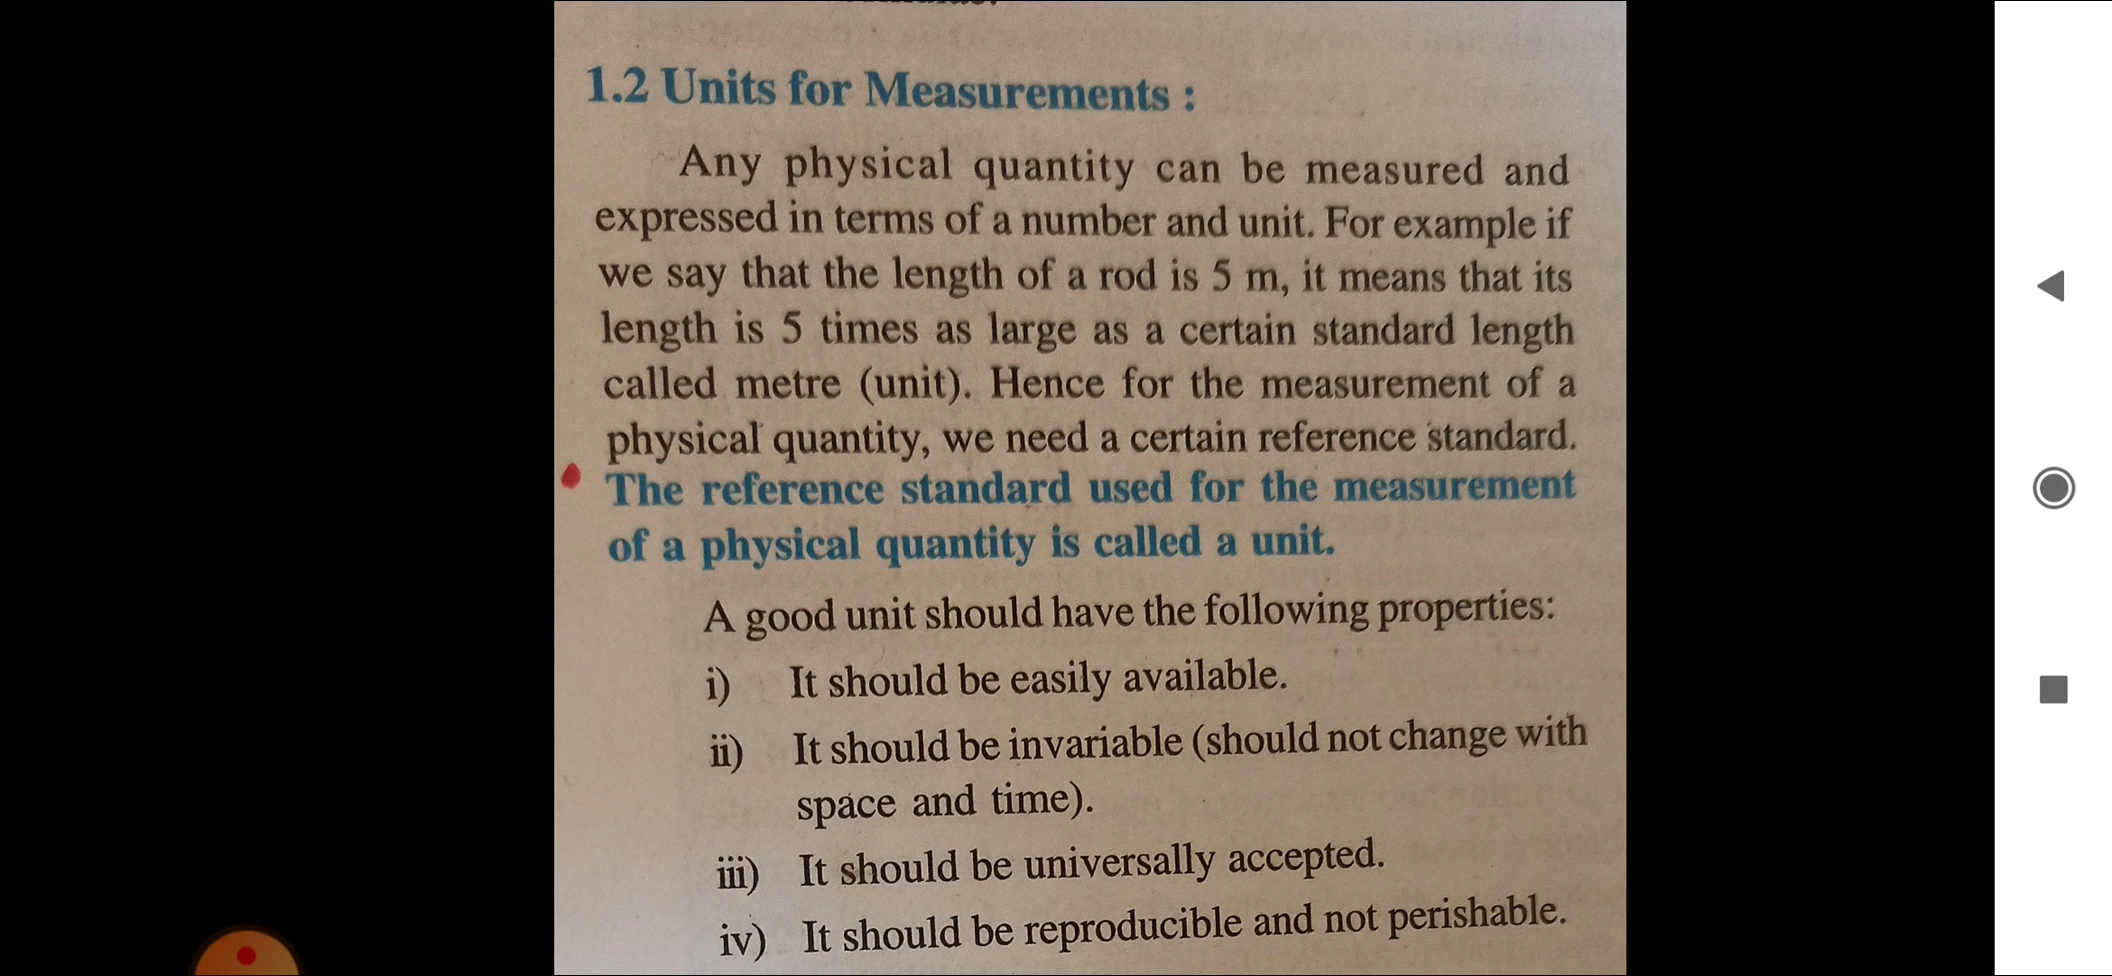 1.2 Units for Measurements :
Any physical quantity can be measured and
expressed in terms of a number and unit. For example if
we say that the length of a rod is 5 m, it means that its
length is 5 times as large as a certain standard length
called metre (unit). Hence for the measurement of a
physical quantity, we need a certain reference standard.
The reference standard used for the measurement
of a physical quantity is called a unit.
A good unit should have the following properties:
i) It should be easily available.
ii) It should be invariable (should not change with
space and time).
iii) It should be universally accepted.
iv) It should be reproducible and not perishable.